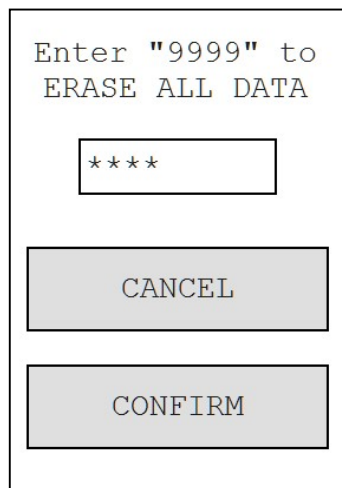 Enter "9999" to
ERASE ALL DATA
****
CANCEL
CONFIRM